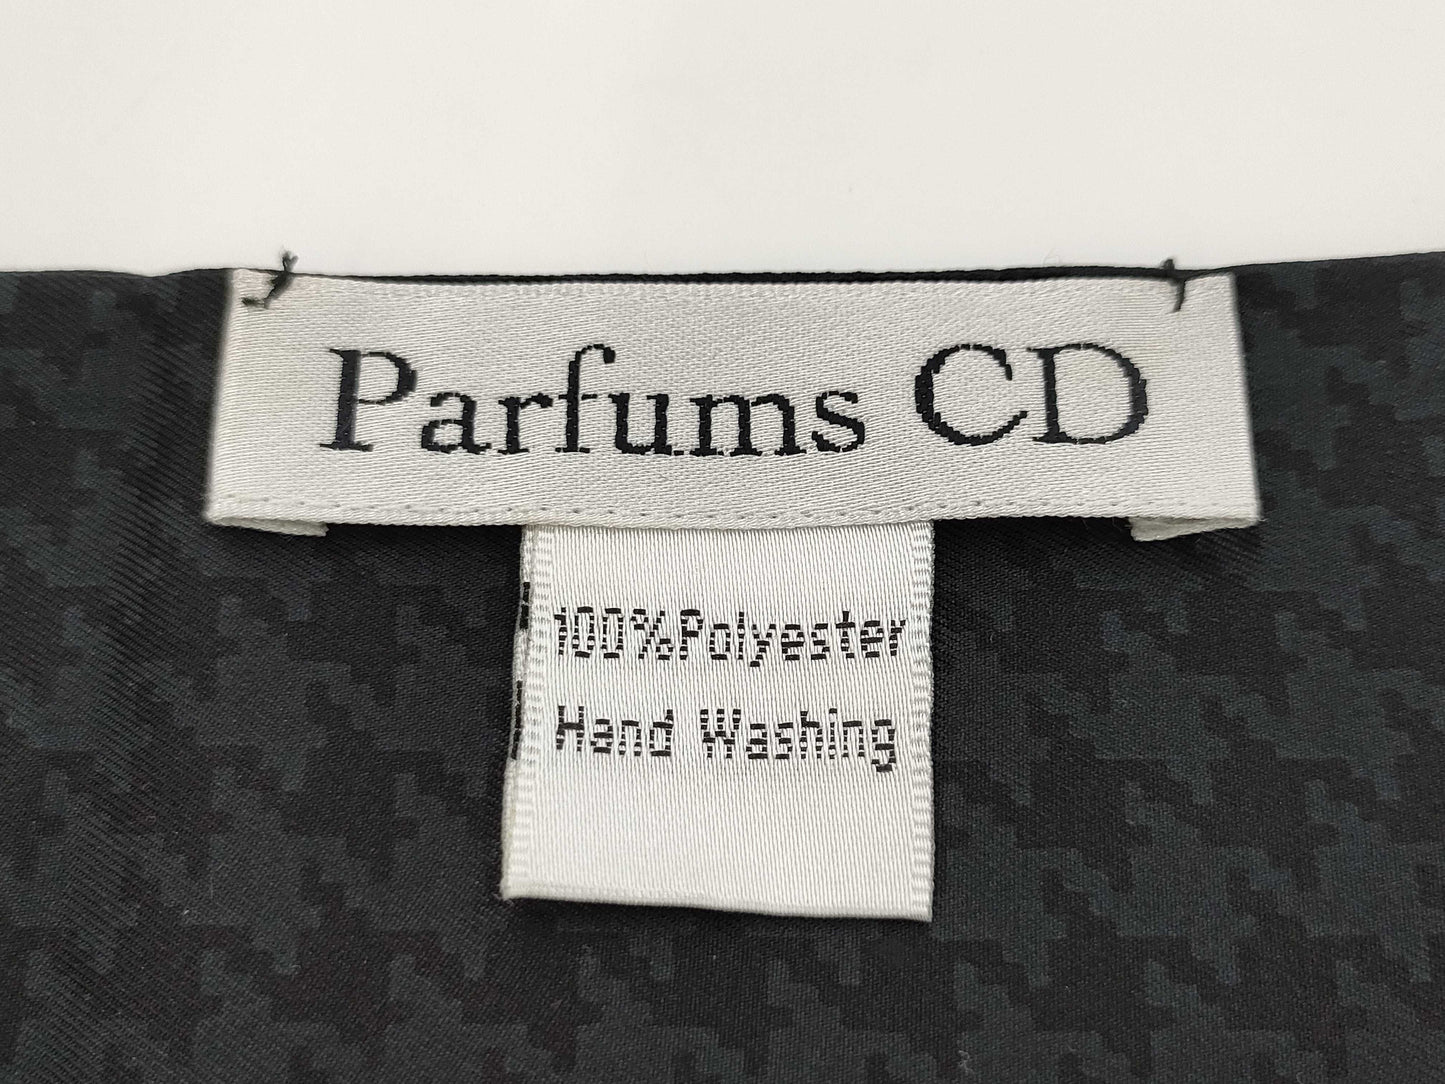 Parfums CD
100%Polyester
Hand Washing